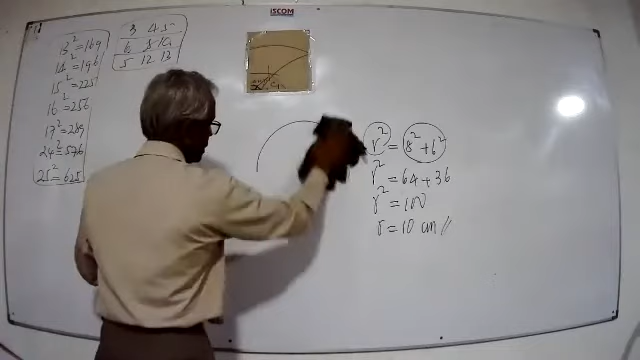 ISCOM
13² = 169
14² = 196
15² = 225
16² = 256
17² = 289
24² = 576
25² = 625
3 4 5
6 8 10
5 12 13
r² = 8² + 6²
r² = 64 + 36
r² = 100
r = 10 cm //